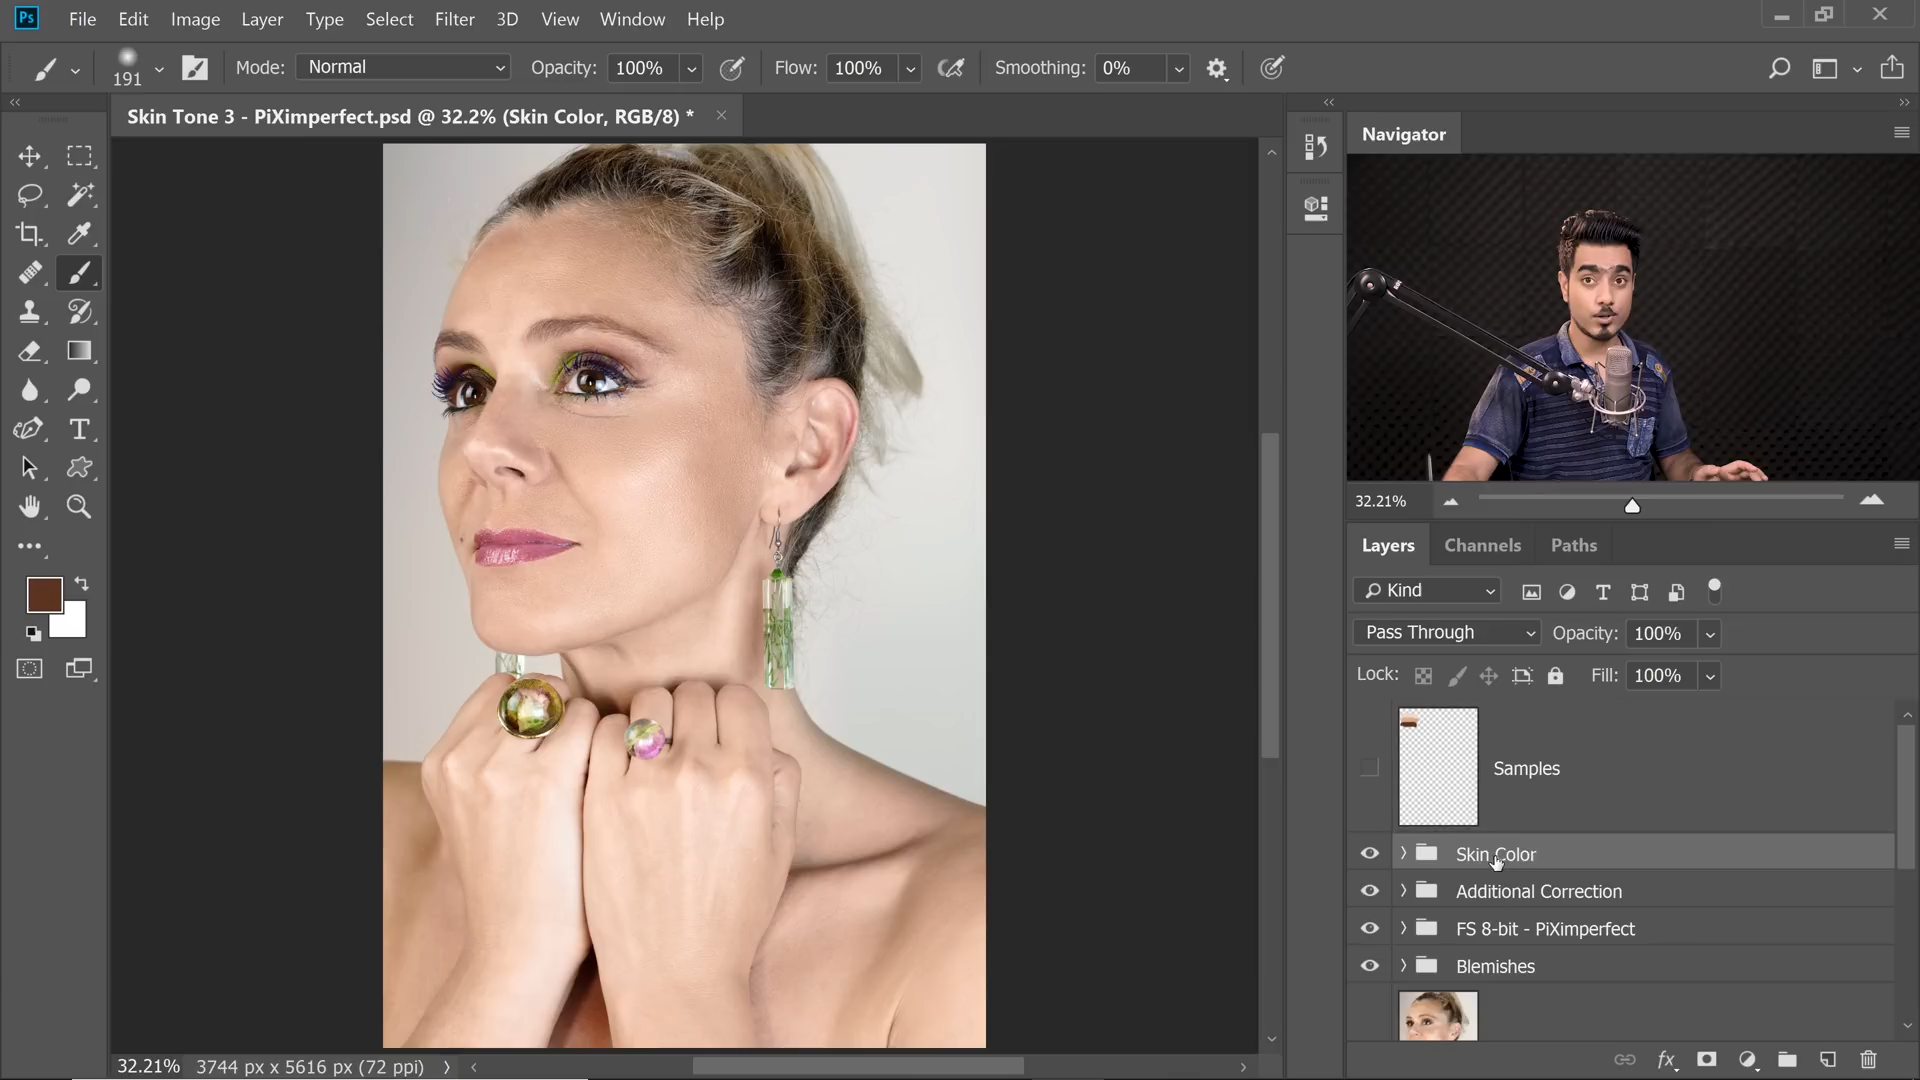 Ps File Edit Image Layer Type Select Filter 3D View Window Help
191 Mode: Normal Opacity: 100% Flow: 100% Smoothing: 0%
Skin Tone 3 - PiXimperfect.psd @ 32.2% (Skin Color, RGB/8) *
Navigator
32.21%
Layers Channels Paths
Kind
Pass Through Opacity: 100%
Lock: Fill: 100%
Samples
Skin Color
Additional Correction
FS 8-bit - PiXimperfect
Blemishes
fx
32.21% 3744 px x 5616 px (72 ppi)